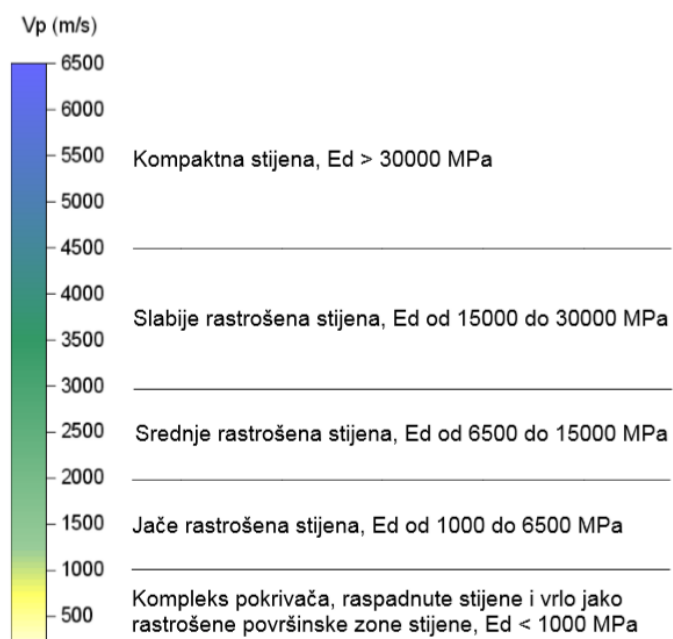 Vp (m/s)
6500
6000
5500
Kompaktna stijena, Ed > 30000 MPa
5000
4500
4000
Slabije rastrošena stijena, Ed od 15000 do 30000 MPa
3500
3000
2500
Srednje rastrošena stijena, Ed od 6500 do 15000 MPa
2000
1500
Jače rastrošena stijena, Ed od 1000 do 6500 MPa
1000
Kompleks pokrivača, raspadnute stijene i vrlo jako
500
rastrošene površinske zone stijene, Ed < 1000 MPa